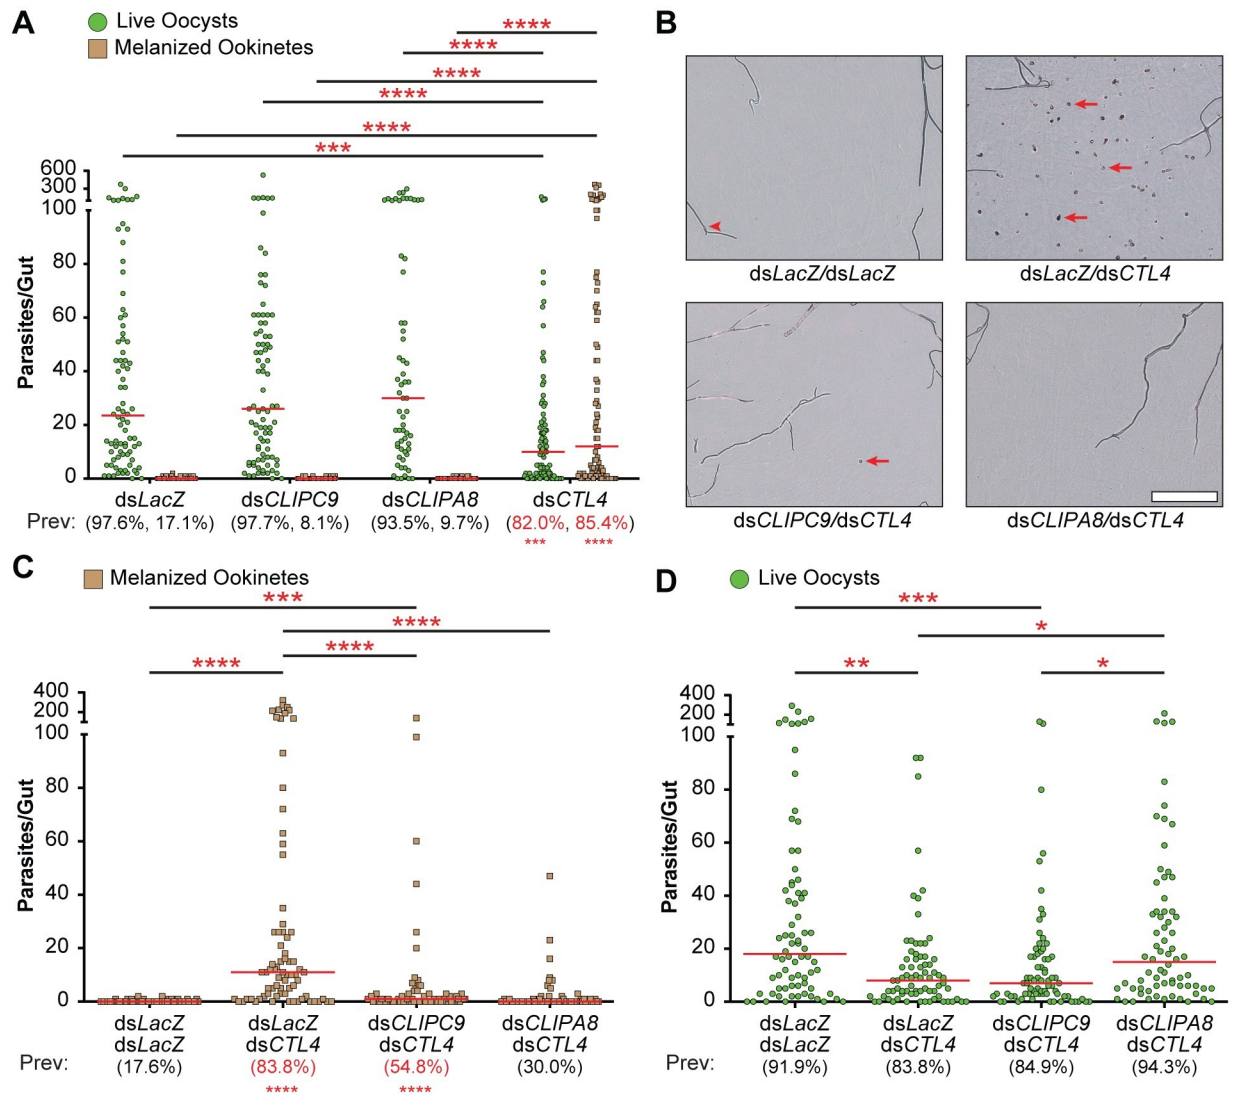 A
Live Oocysts
Melanized Ookinetes
****
****
****
****
****
***
Parasites/Gut
600
300
100
80
60
40
20
0
dsLacZ dsCLIPC9 dsCLIPA8 dsCTL4
Prev: (97.6%, 17.1%) (97.7%, 8.1%) (93.5%, 9.7%) (82.0%, 85.4%)
*** ****
B
dsLacZ/dsLacZ dsLacZ/dsCTL4
dsCLIPC9/dsCTL4 dsCLIPA8/dsCTL4
C
Melanized Ookinetes
***
****
****
****
Parasites/Gut
400
200
100
80
60
40
20
0
dsLacZ dsLacZ dsCLIPC9 dsCLIPA8
dsLacZ dsCTL4 dsCTL4 dsCTL4
Prev: (17.6%) (83.8%) (54.8%) (30.0%)
**** ****
D
Live Oocysts
***
*
** *
Parasites/Gut
400
200
100
80
60
40
20
0
dsLacZ dsLacZ dsCLIPC9 dsCLIPA8
dsLacZ dsCTL4 dsCTL4 dsCTL4
Prev: (91.9%) (83.8%) (84.9%) (94.3%)